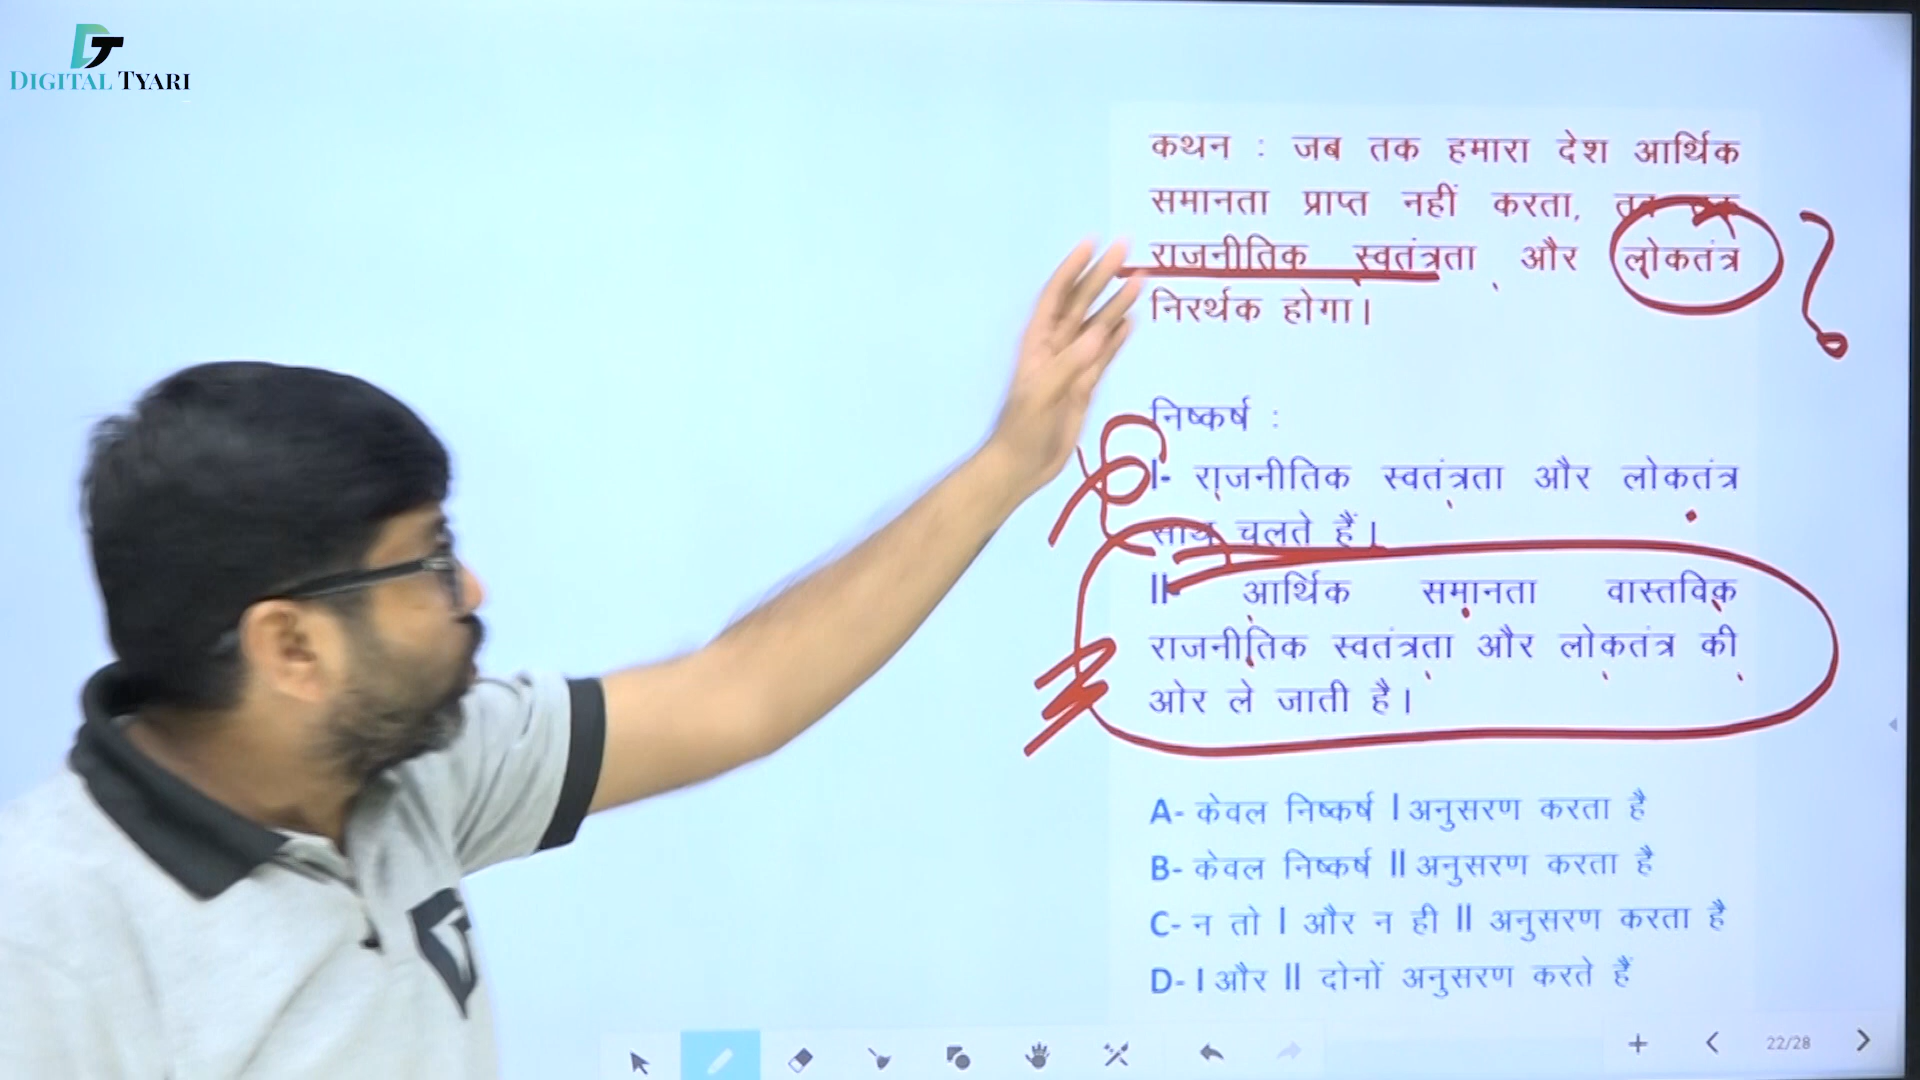 DT
DIGITAL TYARI
कथन : जब तक हमारा देश आर्थिक
समानता प्राप्त नहीं करता, तब तक
राजनीतिक स्वतंत्रता और लोकतंत्र
निरर्थक होगा।
निष्कर्ष :
I- राजनीतिक स्वतंत्रता और लोकतंत्र
साथ चलते हैं।
II- आर्थिक समानता वास्तविक
राजनीतिक स्वतंत्रता और लोकतंत्र की
ओर ले जाती है।
A- केवल निष्कर्ष I अनुसरण करता है
B- केवल निष्कर्ष II अनुसरण करता है
C- न तो I और न ही II अनुसरण करता है
D- I और II दोनों अनुसरण करते हैं
22/28